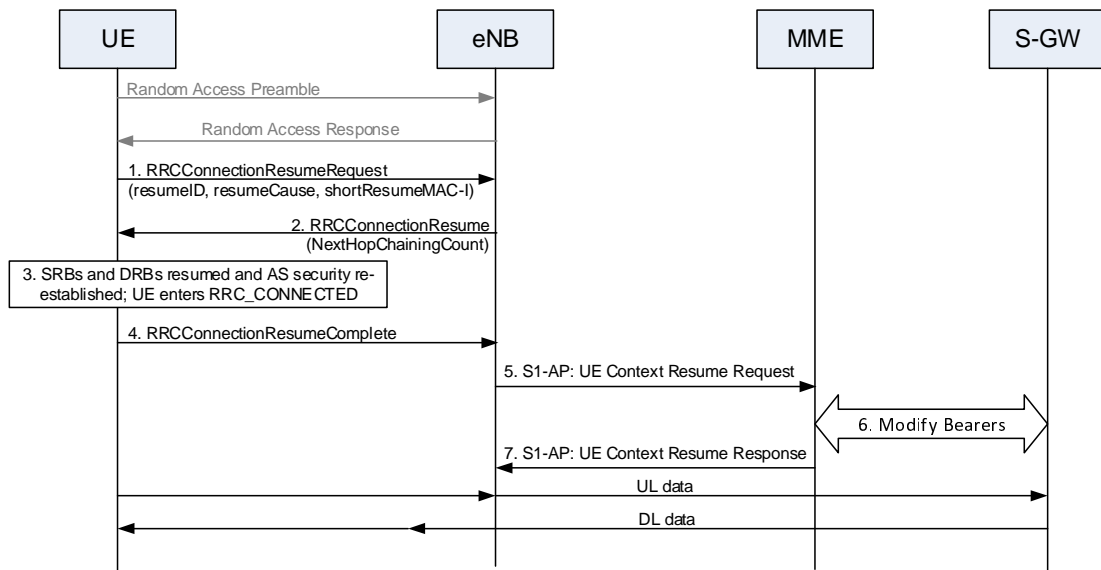 UE
eNB
MME
S-GW
Random Access Preamble
Random Access Response
1. RRCConnectionResumeRequest
(resumeID, resumeCause, shortResumeMAC-I)
2. RRCConnectionResume
(NextHopChainingCount)
3. SRBs and DRBs resumed and AS security re-
established; UE enters RRC_CONNECTED
4. RRCConnectionResumeComplete
5. S1-AP: UE Context Resume Request
6. Modify Bearers
7. S1-AP: UE Context Resume Response
UL data
DL data